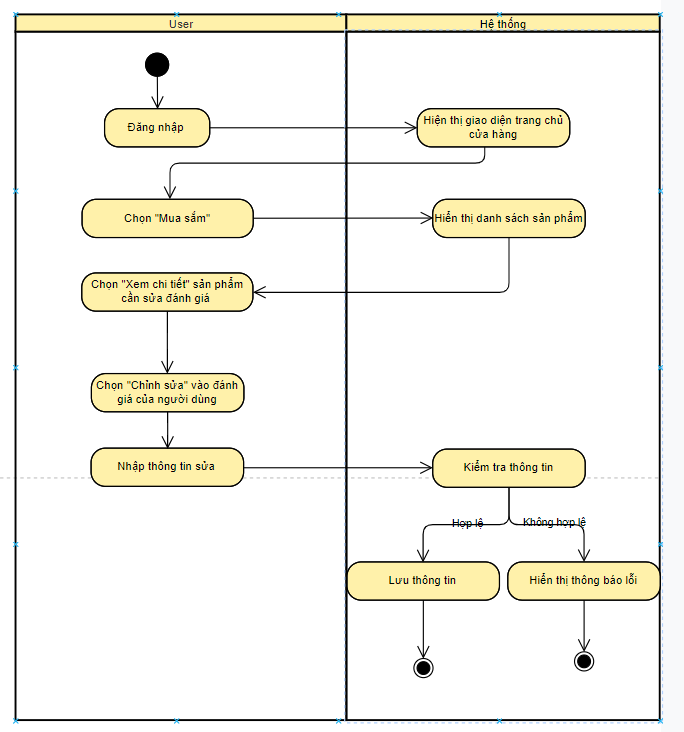 User
Hệ thống
Đăng nhập
Hiện thị giao diện trang chủ
cửa hàng
Chọn "Mua sắm"
Hiển thị danh sách sản phẩm
Chọn "Xem chi tiết" sản phẩm
cần sửa đánh giá
Chọn "Chỉnh sửa" vào đánh
giá của người dùng
Nhập thông tin sửa
Kiểm tra thông tin
Hợp lệ
Không hợp lệ
Lưu thông tin
Hiển thị thông báo lỗi